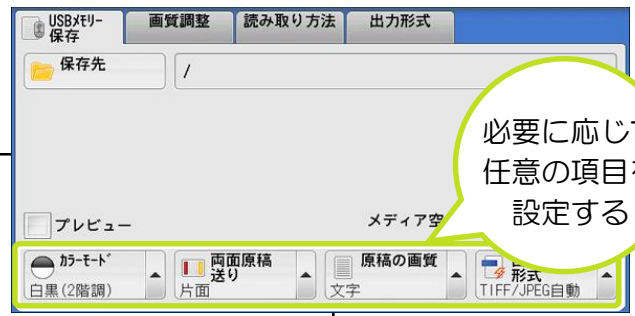 USBﾒﾓﾘｰ
保存
画質調整
読み取り方法
出力形式
保存先
/
必要に応じて
任意の項目を
設定する
プレビュー
メディア空
ｶﾗｰﾓｰﾄﾞ
白黒(2階調)
両面原稿
送り
片面
原稿の画質
文字
形式
TIFF/JPEG自動